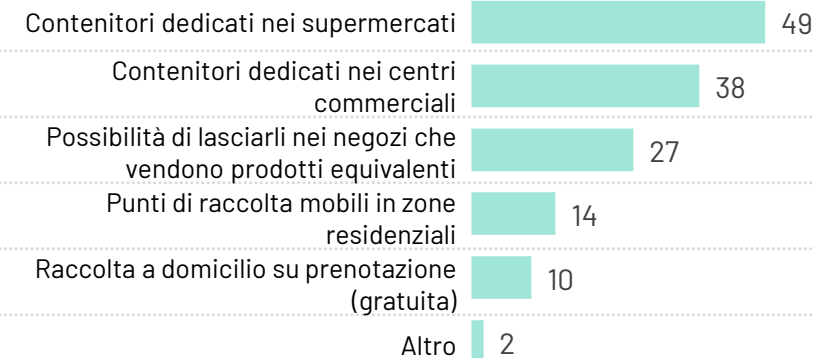 Contenitori dedicati nei supermercati 49
Contenitori dedicati nei centri
commerciali 38
Possibilità di lasciarli nei negozi che
vendono prodotti equivalenti 27
Punti di raccolta mobili in zone
residenziali 14
Raccolta a domicilio su prenotazione
(gratuita) 10
Altro 2